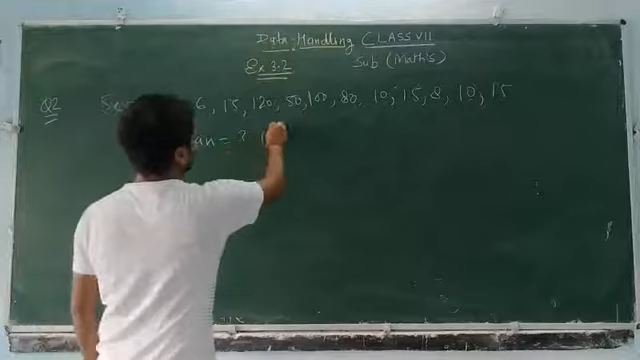 Data Handling CLASS VII
Ex 3.2
Sub (Math's)
Q2 6, 15, 120, 50, 100, 80, 10, 15, 8, 10, 15
an = ?